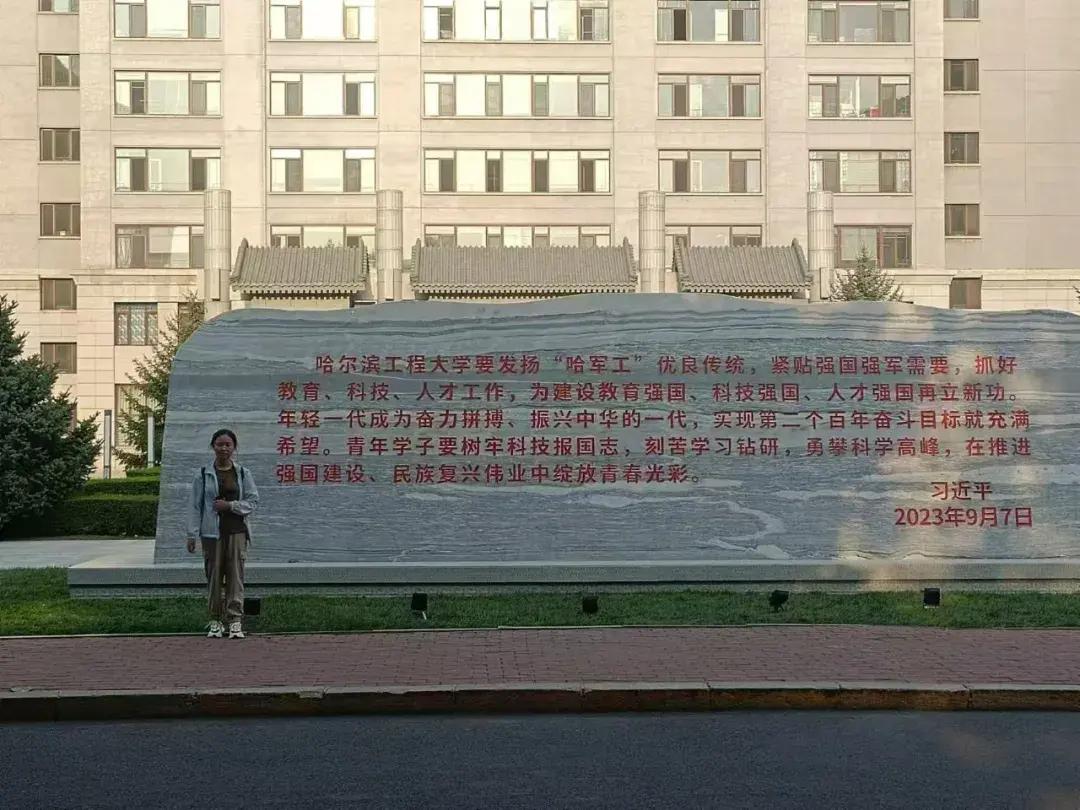 哈尔滨工程大学要发扬“哈军工”优良传统，紧贴强国强军需要，抓好
教育、科技、人才工作，为建设教育强国、科技强国、人才强国再立新功。
年轻一代成为奋力拼搏、振兴中华的一代，实现第二个百年奋斗目标就充满
希望。青年学子要树牢科技报国志，刻苦学习钻研，勇攀科学高峰，在推进
强国建设、民族复兴伟业中绽放青春光彩。
习近平
2023年9月7日